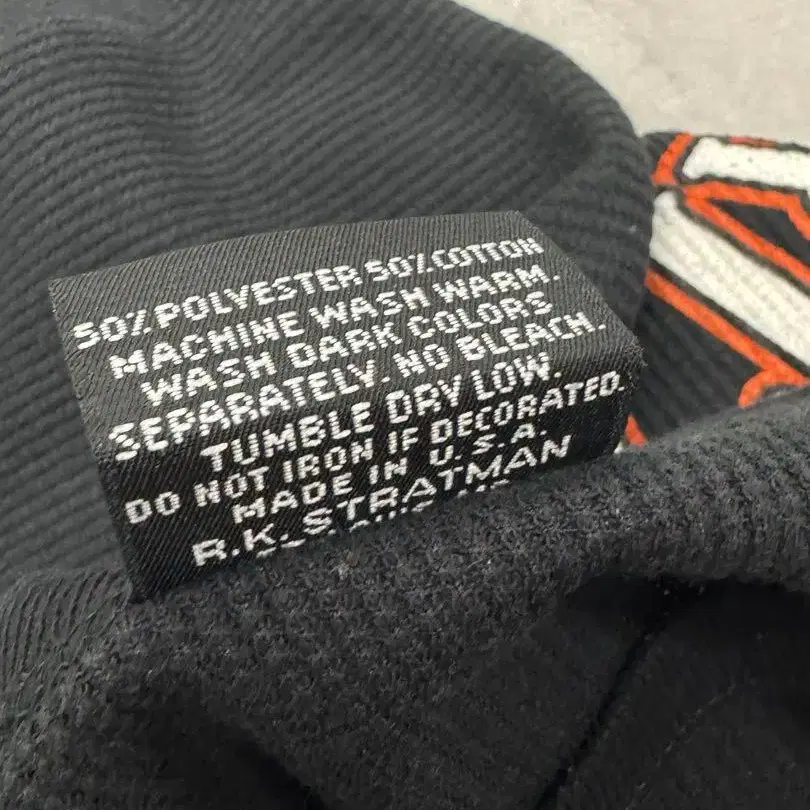 50% POLYESTER 50% COTTON
MACHINE WASH WARM.
WASH DARK COLORS
SEPARATELY. NO BLEACH.
TUMBLE DRY LOW.
DO NOT IRON IF DECORATED.
MADE IN U.S.A.
R.K. STRATMAN